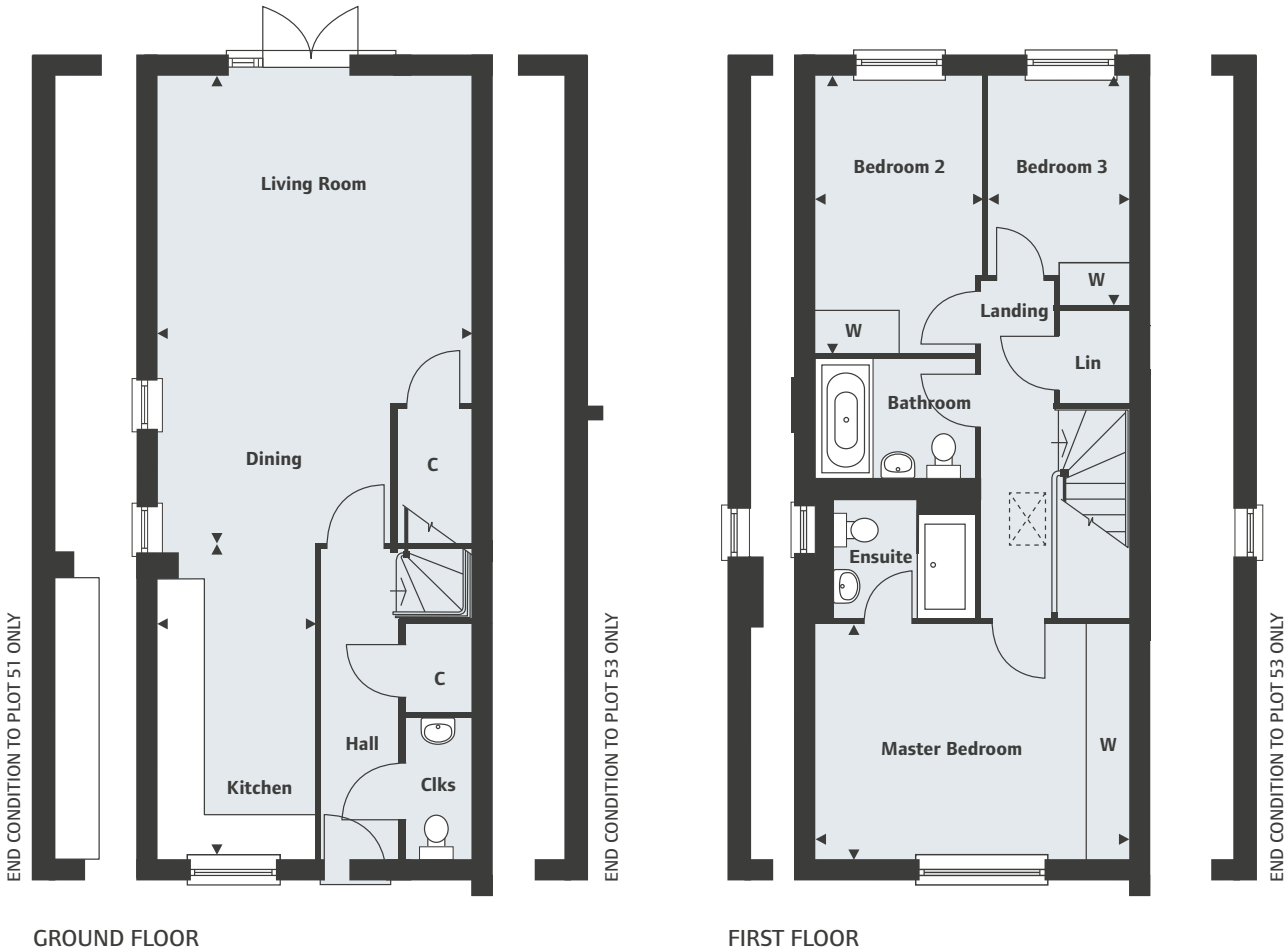 Living Room
Dining
C
C
Hall
Kitchen
Clks
END CONDITION TO PLOT 51 ONLY
END CONDITION TO PLOT 53 ONLY
GROUND FLOOR
Bedroom 2
Bedroom 3
W
Landing
W
Lin
Bathroom
Ensuite
Master Bedroom
W
END CONDITION TO PLOT 53 ONLY
FIRST FLOOR